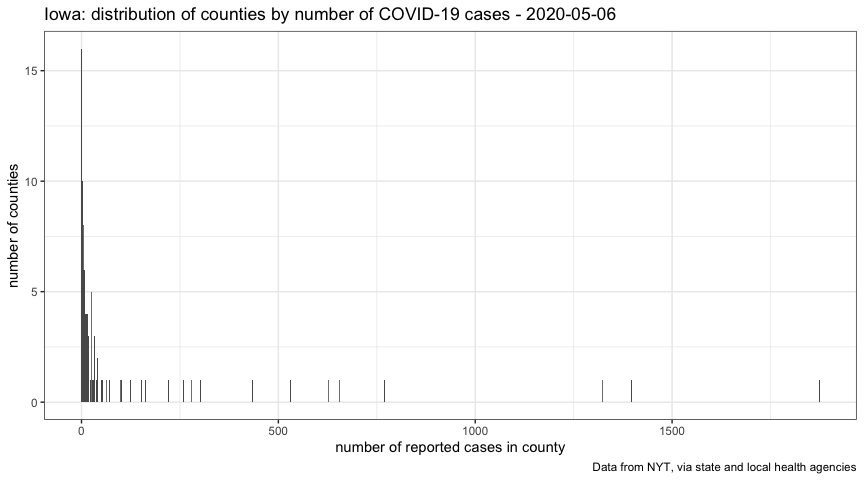 Iowa: distribution of counties by number of COVID-19 cases - 2020-05-06
15
10
5
0
number of counties
0 500 1000 1500
number of reported cases in county
Data from NYT, via state and local health agencies